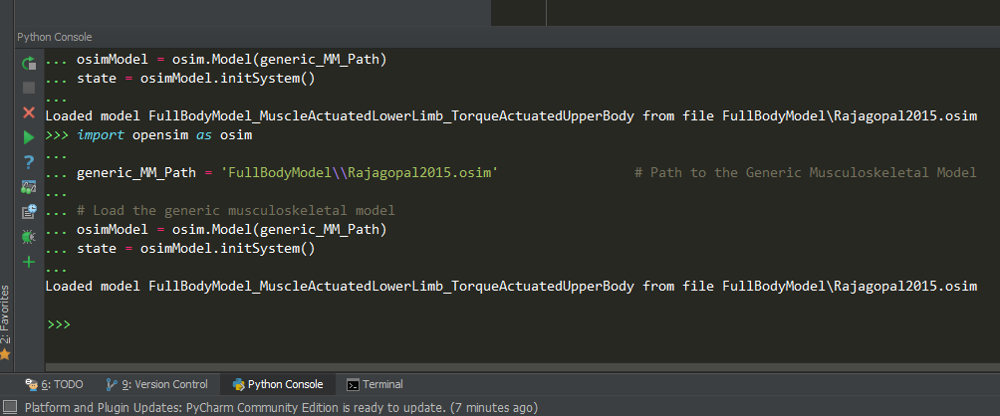 Python Console
... osimModel = osim.Model(generic_MM_Path)
... state = osimModel.initSystem()
...
Loaded model FullBodyModel_MuscleActuatedLowerLimb_TorqueActuatedUpperBody from file FullBodyModel\Rajagopal2015.osim
>>> import opensim as osim
...
... generic_MM_Path = 'FullBodyModel\\Rajagopal2015.osim' # Path to the Generic Musculoskeletal Model
...
... # Load the generic musculoskeletal model
... osimModel = osim.Model(generic_MM_Path)
... state = osimModel.initSystem()
...
Loaded model FullBodyModel_MuscleActuatedLowerLimb_TorqueActuatedUpperBody from file FullBodyModel\Rajagopal2015.osim
>>>
2: Favorites
6: TODO 9: Version Control Python Console Terminal
Platform and Plugin Updates: PyCharm Community Edition is ready to update. (7 minutes ago)